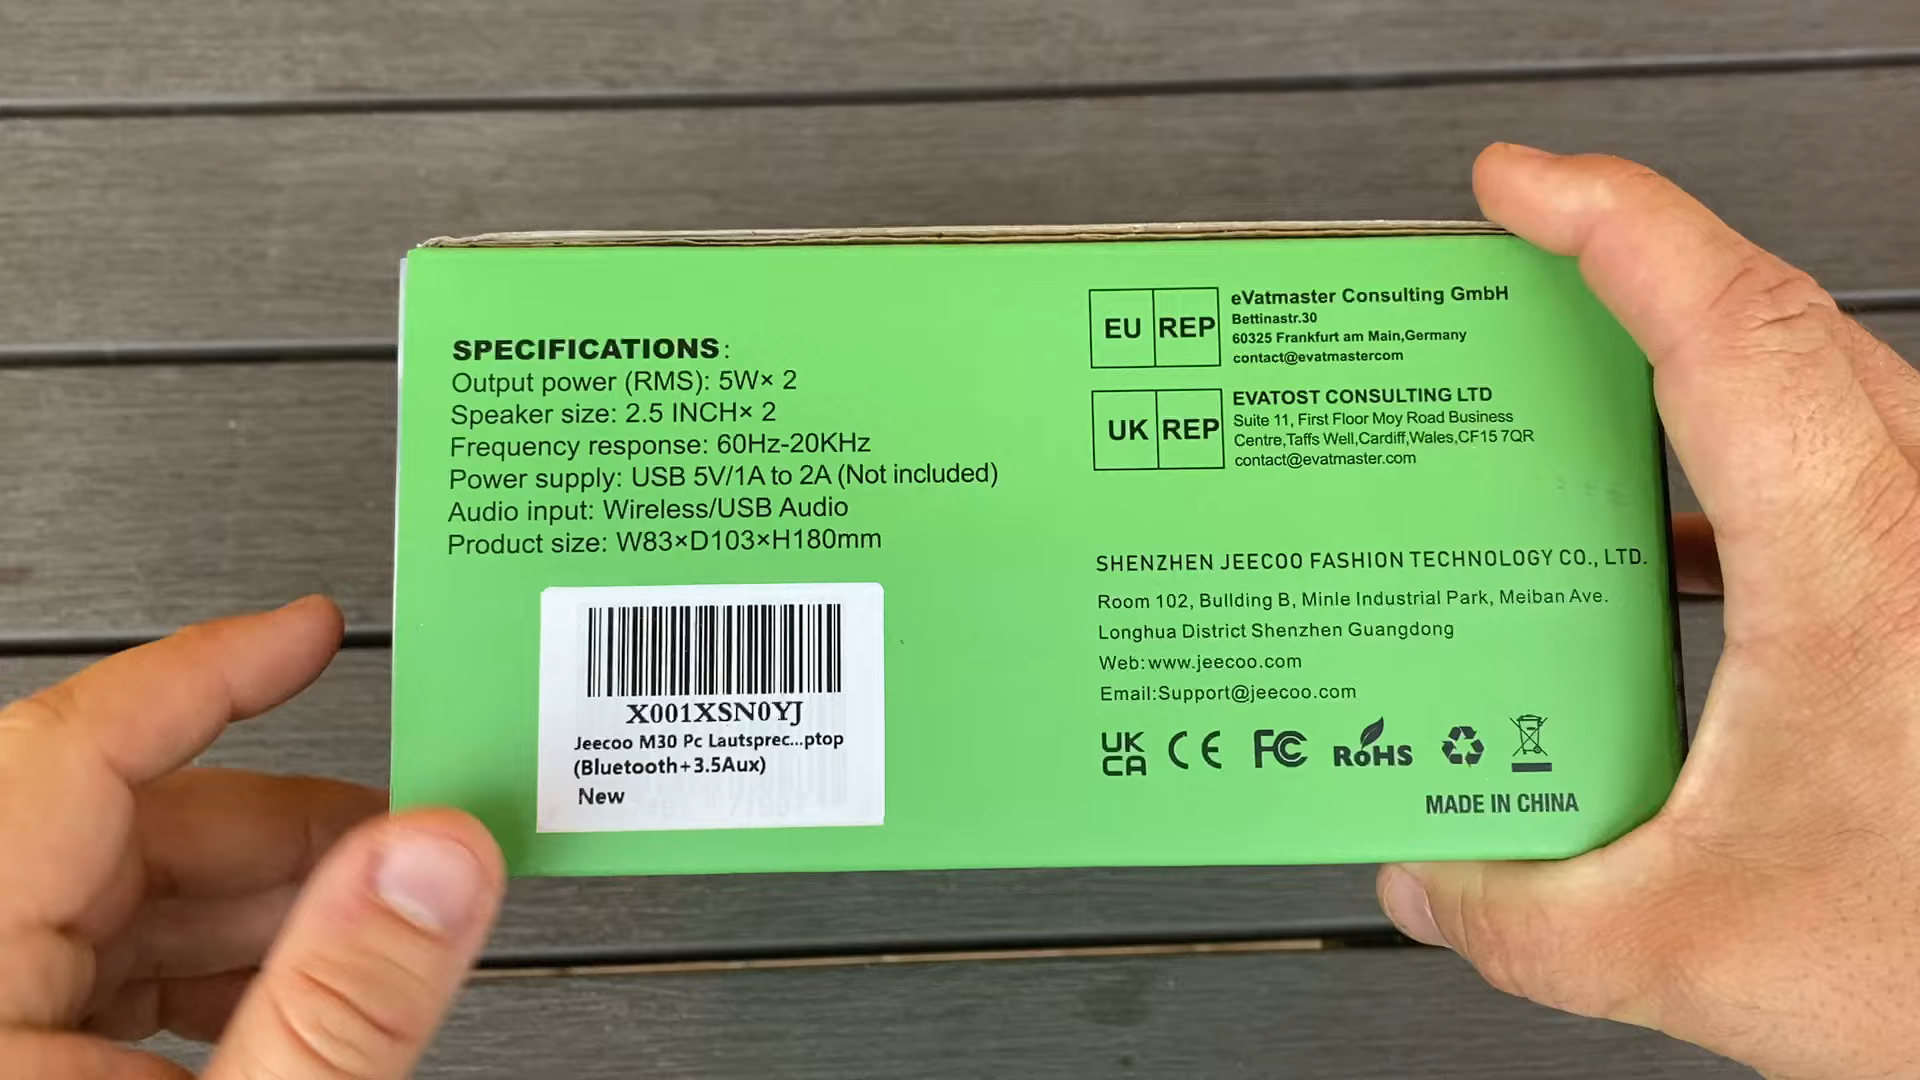 SPECIFICATIONS:
Output power (RMS): 5W× 2
Speaker size: 2.5 INCH× 2
Frequency response: 60Hz-20KHz
Power supply: USB 5V/1A to 2A (Not included)
Audio input: Wireless/USB Audio
Product size: W83×D103×H180mm
X001XSN0YJ
Jeecoo M30 Pc Lautsprec...ptop
(Bluetooth+3.5Aux)
New
EU REP
eVatmaster Consulting GmbH
Bettinastr.30
60325 Frankfurt am Main,Germany
contact@evatmastercom
UK REP
EVATOST CONSULTING LTD
Suite 11, First Floor Moy Road Business
Centre,Taffs Well,Cardiff,Wales,CF15 7QR
contact@evatmaster.com
SHENZHEN JEECOO FASHION TECHNOLOGY CO., LTD.
Room 102, Bullding B, Minle Industrial Park, Meiban Ave.
Longhua District Shenzhen Guangdong
Web:www.jeecoo.com
Email:Support@jeecoo.com
UK
CA
CE
FC
RoHS
MADE IN CHINA